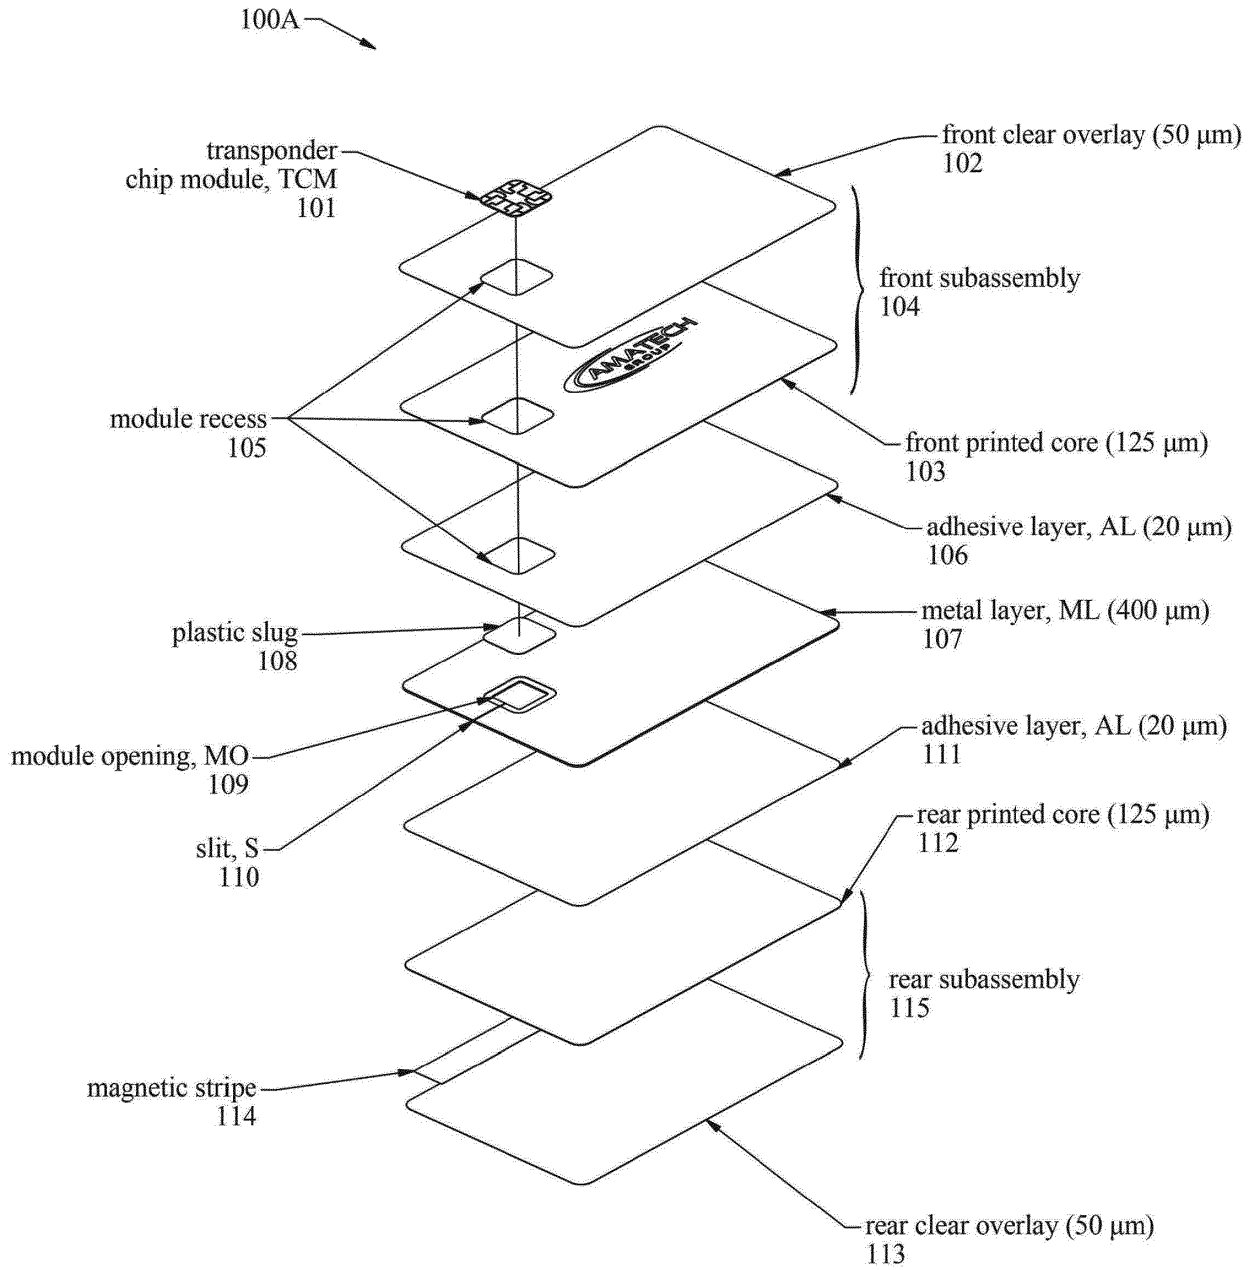 100A
transponder
chip module, TCM
101
front clear overlay (50 µm)
102
front subassembly
104
AMATECH
GROUP
module recess
105
front printed core (125 µm)
103
adhesive layer, AL (20 µm)
106
metal layer, ML (400 µm)
107
plastic slug
108
adhesive layer, AL (20 µm)
111
module opening, MO
109
rear printed core (125 µm)
112
slit, S
110
rear subassembly
115
magnetic stripe
114
rear clear overlay (50 µm)
113